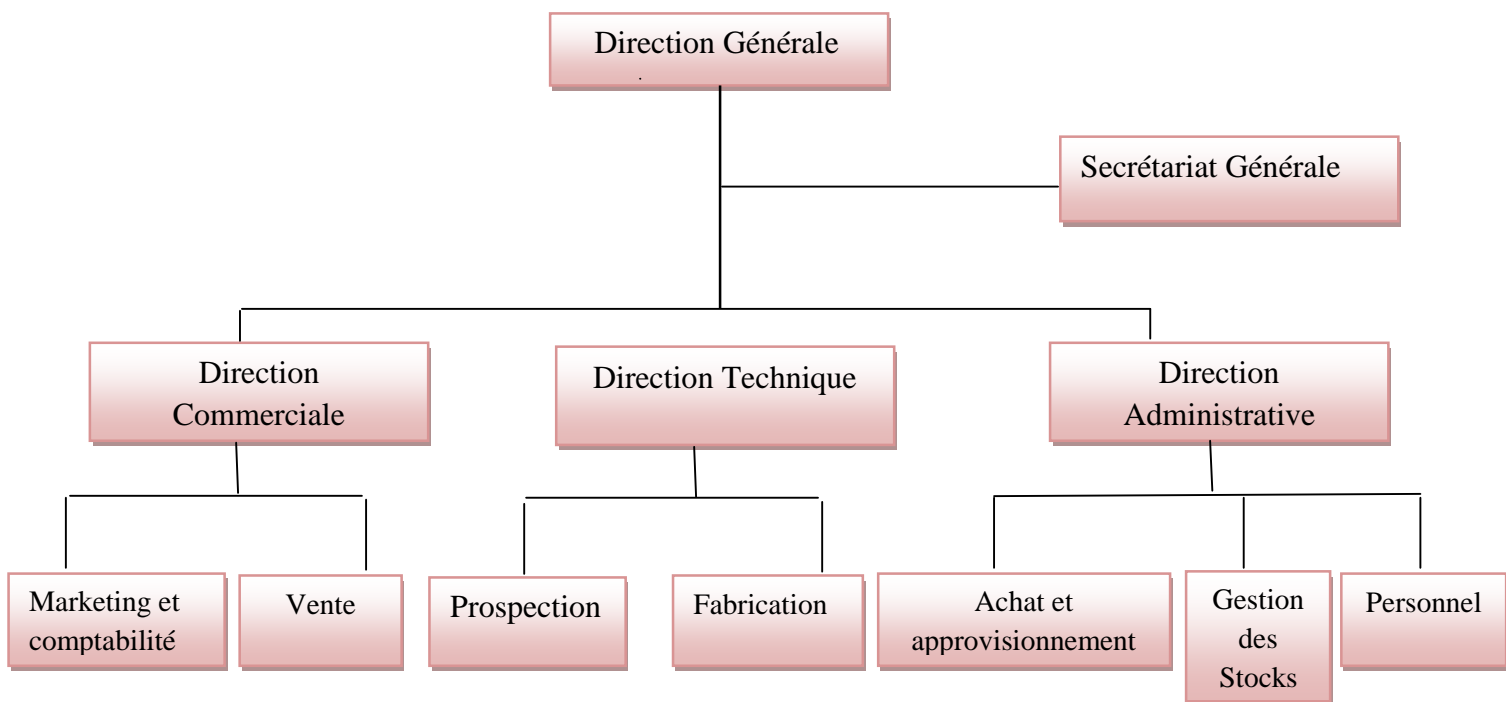 Direction Générale
.
Secrétariat Générale
Direction
Commerciale
Direction Technique
Direction
Administrative
Marketing et
comptabilité
Vente
Prospection
Fabrication
Achat et
approvisionnement
Gestion
des
Stocks
Personnel